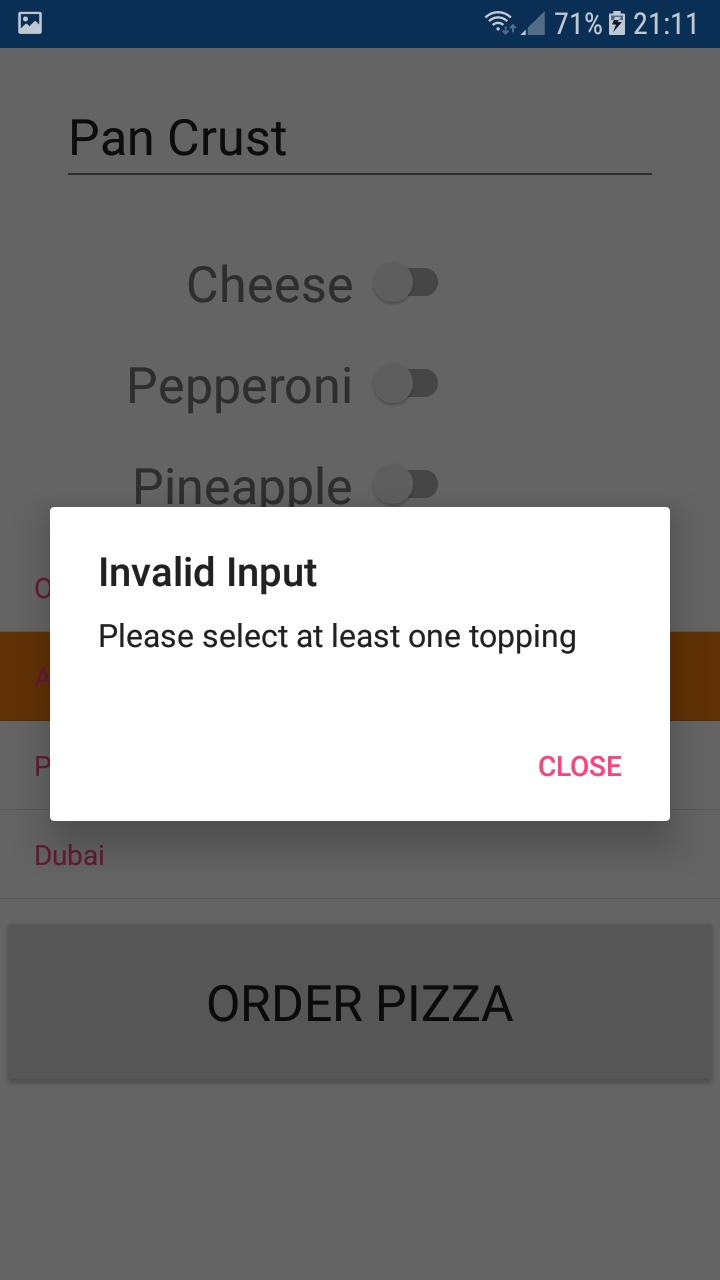 71% 21:11
Pan Crust
Cheese
Pepperoni
Pineapple
Invalid Input
Please select at least one topping
CLOSE
Dubai
ORDER PIZZA